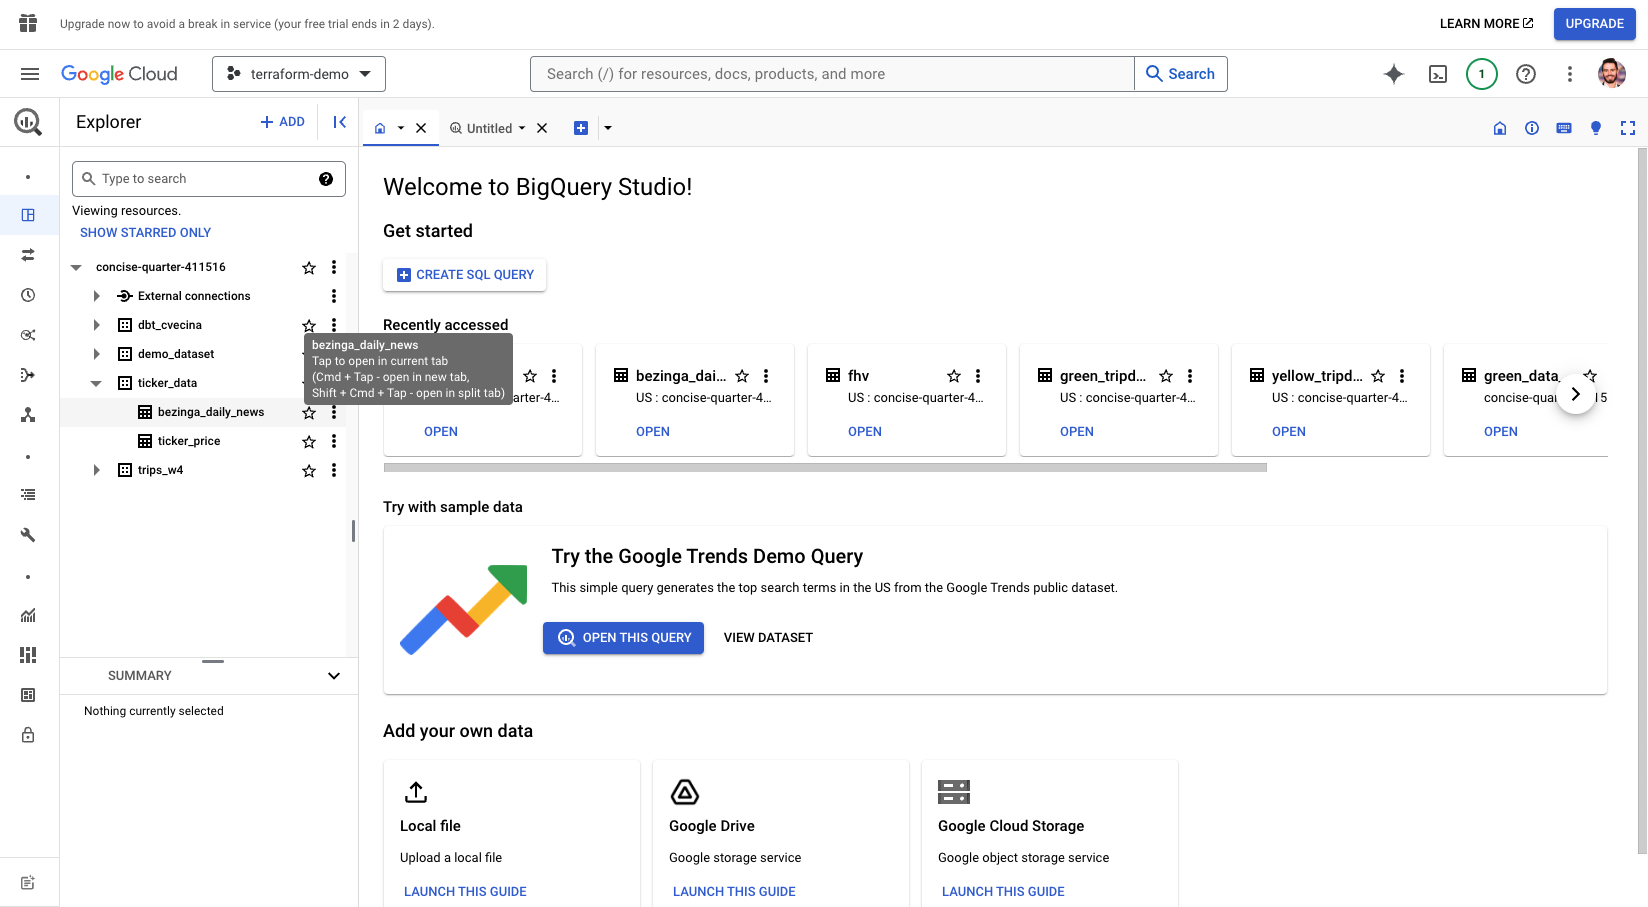 Upgrade now to avoid a break in service (your free trial ends in 2 days).
LEARN MORE
UPGRADE
Google Cloud
terraform-demo
Search (/) for resources, docs, products, and more
Search
1
Explorer
ADD
Untitled
Type to search
Viewing resources.
SHOW STARRED ONLY
concise-quarter-411516
External connections
dbt_cvecina
demo_dataset
ticker_data
bezinga_daily_news
ticker_price
trips_w4
bezinga_daily_news
Tap to open in current tab
(Cmd + Tap - open in new tab,
Shift + Cmd + Tap - open in split tab)
SUMMARY
Nothing currently selected
Welcome to BigQuery Studio!
Get started
CREATE SQL QUERY
Recently accessed
arter-4...
OPEN
bezinga_dai...
US : concise-quarter-4...
OPEN
fhv
US : concise-quarter-4...
OPEN
green_tripd...
US : concise-quarter-4...
OPEN
yellow_tripd...
US : concise-quarter-4...
OPEN
green_data_
concise-quar
15
OPEN
Try with sample data
Try the Google Trends Demo Query
This simple query generates the top search terms in the US from the Google Trends public dataset.
OPEN THIS QUERY
VIEW DATASET
Add your own data
Local file
Upload a local file
LAUNCH THIS GUIDE
Google Drive
Google storage service
LAUNCH THIS GUIDE
Google Cloud Storage
Google object storage service
LAUNCH THIS GUIDE